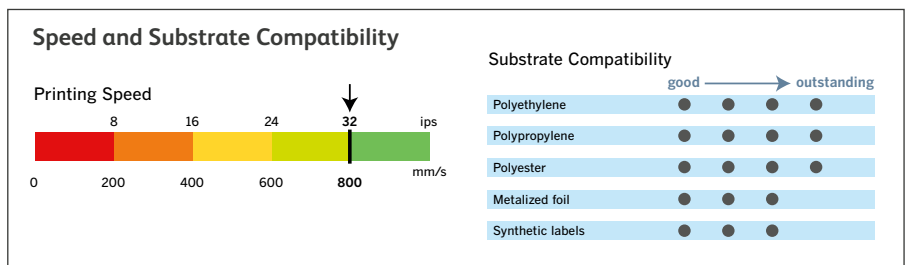 Speed and Substrate Compatibility
Printing Speed
8 16 24 32 ips
0 200 400 600 800 mm/s
Substrate Compatibility
good outstanding
Polyethylene
Polypropylene
Polyester
Metalized foil
Synthetic labels